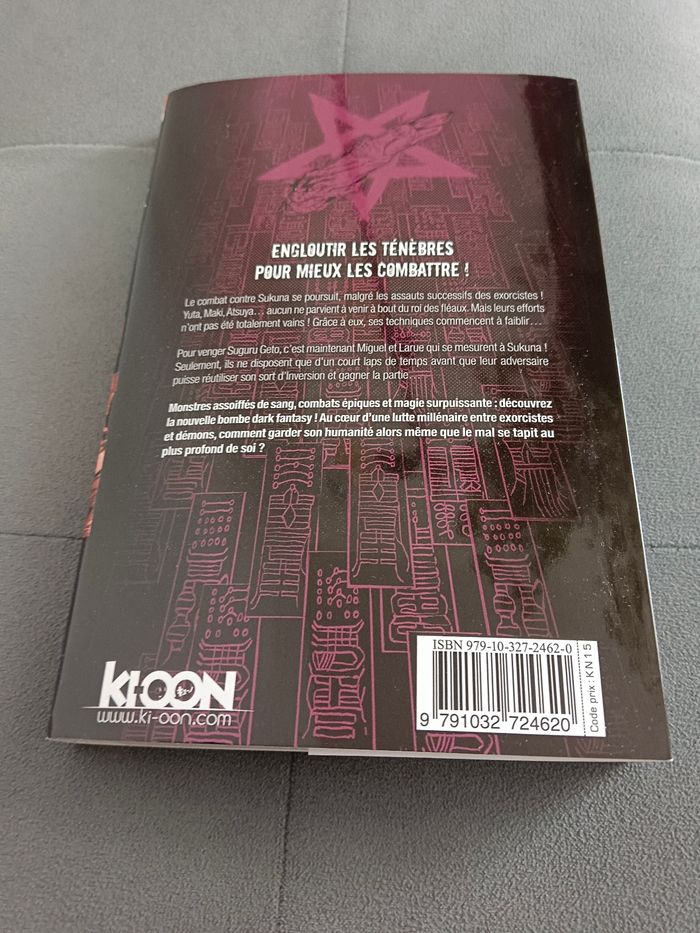 ENGLOUTIR LES TÉNÈBRES
POUR MIEUX LES COMBATTRE !
Le combat contre Sukuna se poursuit, malgré les assauts successifs des exorcistes !
Yuta, Maki, Atsuya… aucun ne parvient à venir à bout du roi des fléaux. Mais leurs efforts
n'ont pas été totalement vains ! Grâce à eux, ses techniques commencent à faiblir…
Pour venger Suguru Geto, c'est maintenant Miguel et Larue qui se mesurent à Sukuna !
Seulement, ils ne disposent que d'un court laps de temps avant que leur adversaire
puisse réutiliser son sort d'Inversion et gagner la partie…
Monstres assoiffés de sang, combats épiques et magie surpuissante : découvrez
la nouvelle bombe dark fantasy ! Au cœur d'une lutte millénaire entre exorcistes
et démons, comment garder son humanité alors même que le mal se tapit au
plus profond de soi ?
KI-OON
www.ki-oon.com
ISBN 979-10-327-2462-0
9 791032 724620
Code prix : KN15